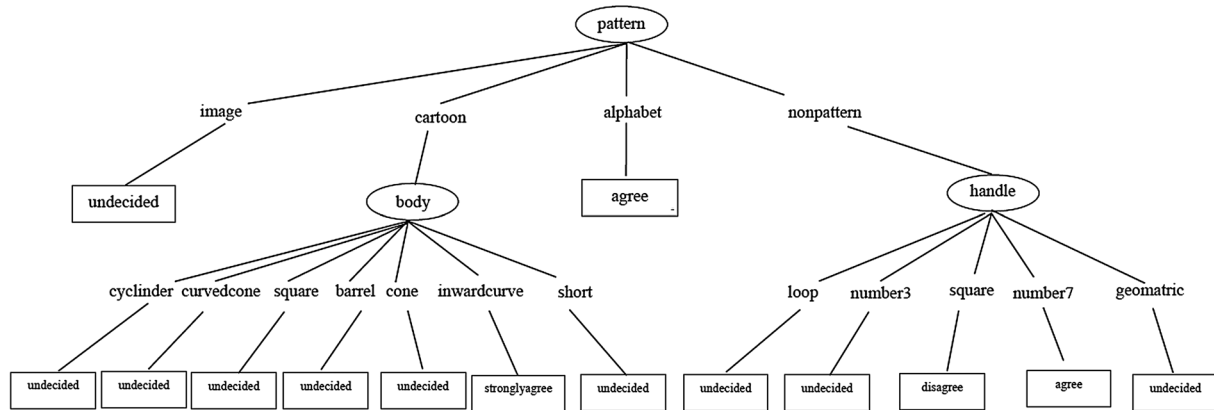 pattern
image
cartoon
alphabet
nonpattern
undecided
body
agree
handle
cyclinder curvedcone square barrel cone inwardcurve short
loop number3 square number7 geomatric
undecided undecided undecided undecided undecided stronglyagree undecided
undecided undecided disagree agree undecided